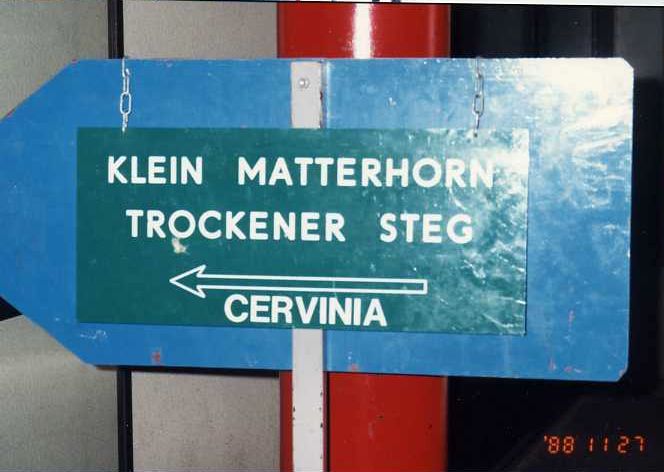 KLEIN MATTERHORN
TROCKENER STEG
CERVINIA
'88 11 27